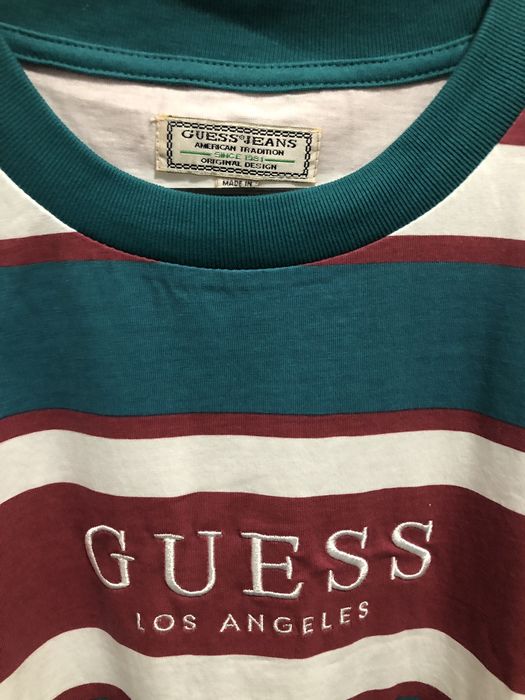 GUESS® JEANS
AMERICAN TRADITION
SINCE 1981
ORIGINAL DESIGN
MADE IN
GUESS
LOS ANGELES